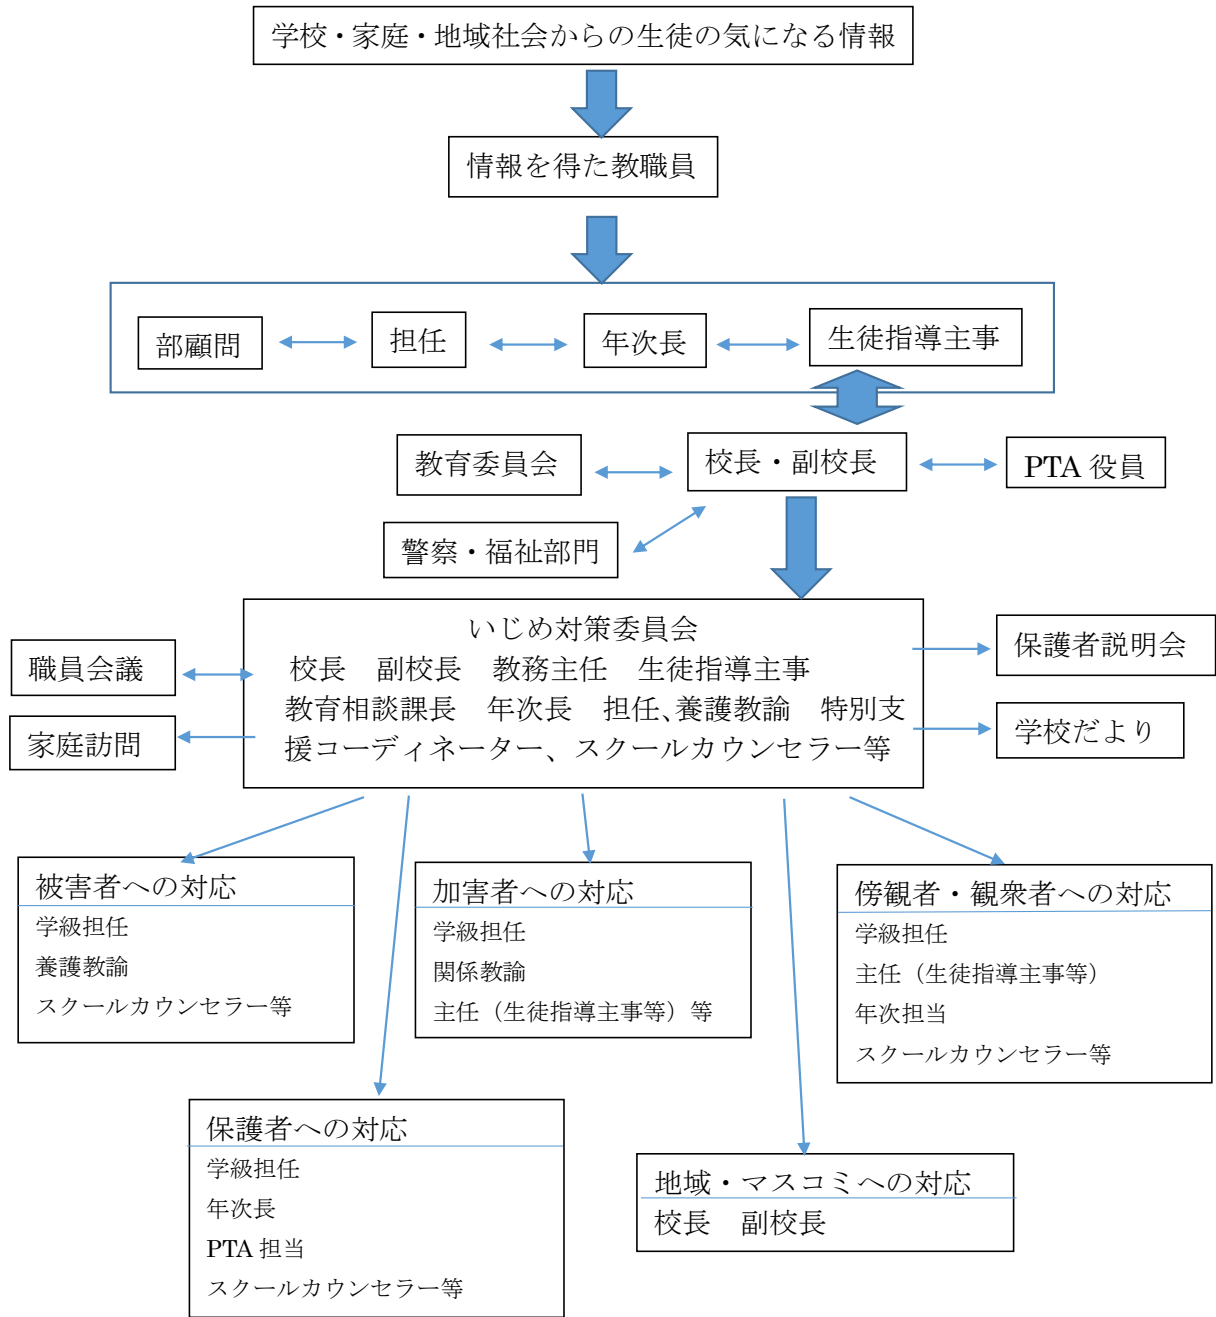 学校・家庭・地域社会からの生徒の気になる情報
情報を得た教職員
部顧問
担任
年次長
生徒指導主事
教育委員会
校長・副校長
PTA 役員
警察・福祉部門
いじめ対策委員会
校長　副校長　教務主任　生徒指導主事
教育相談課長　年次長　担任、養護教諭　特別支
援コーディネーター、スクールカウンセラー等
職員会議
家庭訪問
保護者説明会
学校だより
被害者への対応
学級担任
養護教諭
スクールカウンセラー等
加害者への対応
学級担任
関係教諭
主任（生徒指導主事等）等
傍観者・観衆者への対応
学級担任
主任（生徒指導主事等）
年次担当
スクールカウンセラー等
保護者への対応
学級担任
年次長
PTA 担当
スクールカウンセラー等
地域・マスコミへの対応
校長　副校長